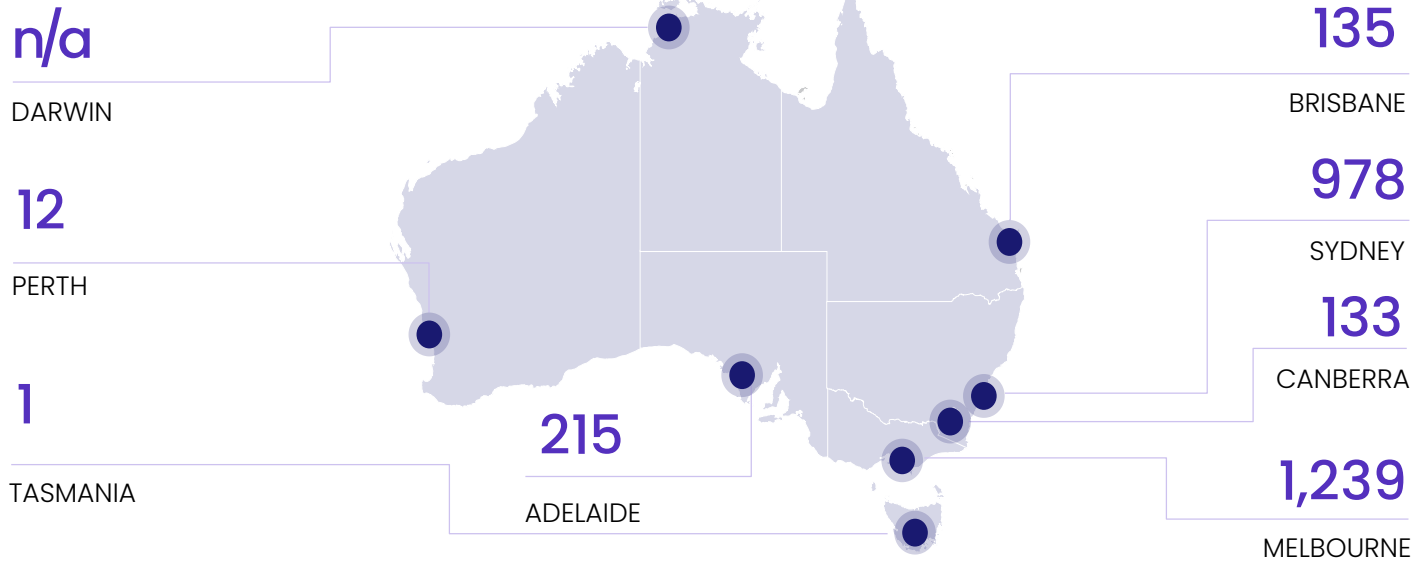 n/a
DARWIN
12
PERTH
1
TASMANIA
215
ADELAIDE
135
BRISBANE
978
SYDNEY
133
CANBERRA
1,239
MELBOURNE